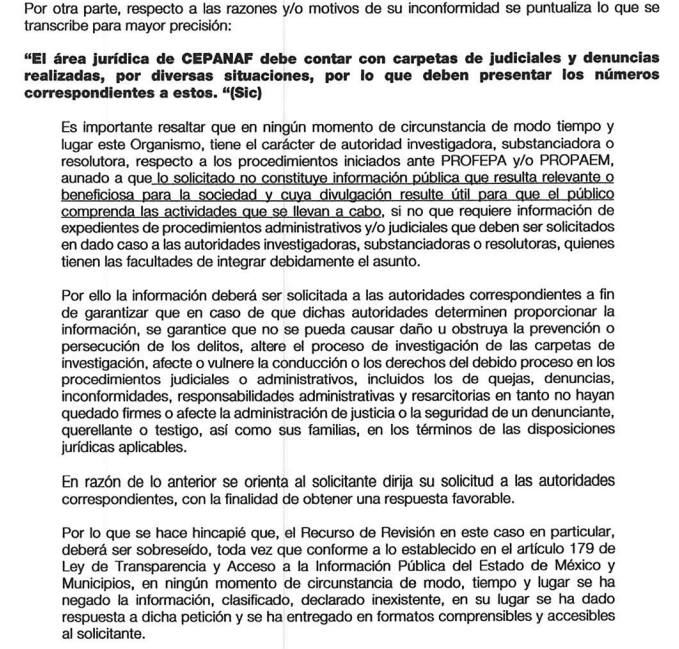 Por otra parte, respecto a las razones y/o motivos de su inconformidad se puntualiza lo que se
transcribe para mayor precisión:
“El área jurídica de CEPANAF debe contar con carpetas de judiciales y denuncias
realizadas, por diversas situaciones, por lo que deben presentar los números
correspondientes a estos. “(Sic)
Es importante resaltar que en ningún momento de circunstancia de modo tiempo y
lugar este Organismo, tiene el carácter de autoridad investigadora, substanciadora o
resolutora, respecto a los procedimientos iniciados ante PROFEPA y/o PROPAEM,
aunado a que lo solicitado no constituye información pública que resulta relevante o
beneficiosa para la sociedad y cuya divulgación resulte útil para que el público
comprenda las actividades que se llevan a cabo, si no que requiere información de
expedientes de procedimientos administrativos y/o judiciales que deben ser solicitados
en dado caso a las autoridades investigadoras, substanciadoras o resolutoras, quienes
tienen las facultades de integrar debidamente el asunto.
Por ello la información deberá ser solicitada a las autoridades correspondientes a fin
de garantizar que en caso de que dichas autoridades determinen proporcionar la
información, se garantice que no se pueda causar daño u obstruya la prevención o
persecución de los delitos, altere el proceso de investigación de las carpetas de
investigación, afecte o vulnere la conducción o los derechos del debido proceso en los
procedimientos judiciales o administrativos, incluidos los de quejas, denuncias,
inconformidades, responsabilidades administrativas y resarcitorias en tanto no hayan
quedado firmes o afecte la administración de justicia o la seguridad de un denunciante,
querellante o testigo, así como sus familias, en los términos de las disposiciones
jurídicas aplicables.
En razón de lo anterior se orienta al solicitante dirija su solicitud a las autoridades
correspondientes, con la finalidad de obtener una respuesta favorable.
Por lo que se hace hincapié que, el Recurso de Revisión en este caso en particular,
deberá ser sobreseído, toda vez que conforme a lo establecido en el artículo 179 de
Ley de Transparencia y Acceso a la Información Pública del Estado de México y
Municipios, en ningún momento de circunstancia de modo, tiempo y lugar se ha
negado la información, clasificado, declarado inexistente, en su lugar se ha dado
respuesta a dicha petición y se ha entregado en formatos comprensibles y accesibles
al solicitante.